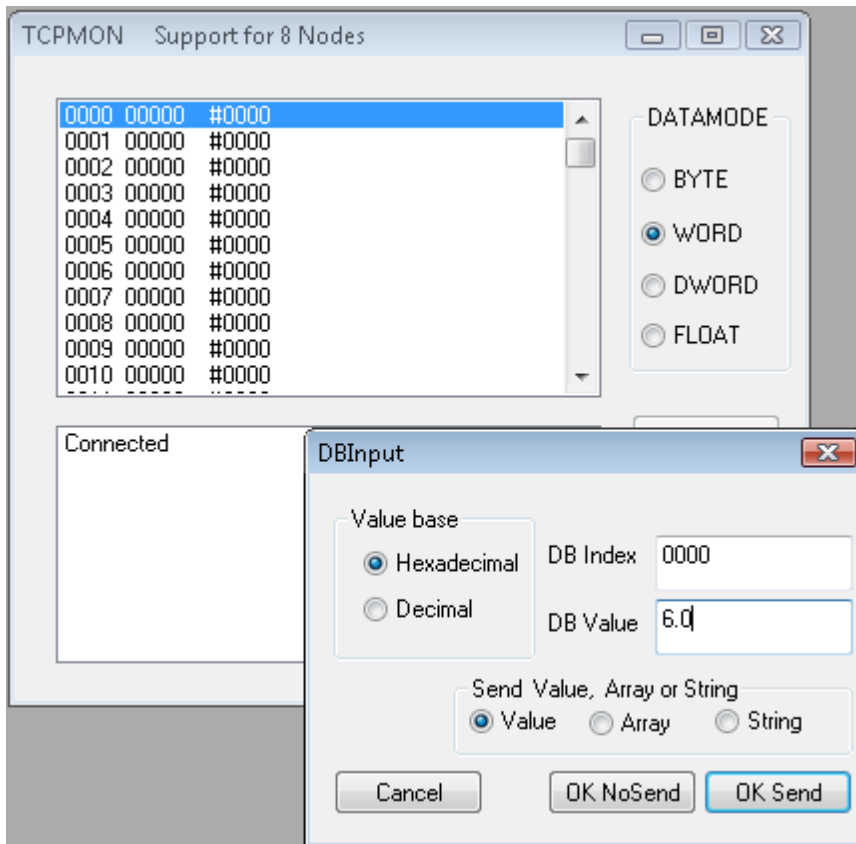 TCPMON Support for 8 Nodes
0000 00000 #0000
0001 00000 #0000
0002 00000 #0000
0003 00000 #0000
0004 00000 #0000
0005 00000 #0000
0006 00000 #0000
0007 00000 #0000
0008 00000 #0000
0009 00000 #0000
0010 00000 #0000
DATAMODE
BYTE
WORD
DWORD
FLOAT
Connected
DBInput
Value base
Hexadecimal
Decimal
DB Index 0000
DB Value 6.0
Send Value, Array or String
Value Array String
Cancel OK NoSend OK Send